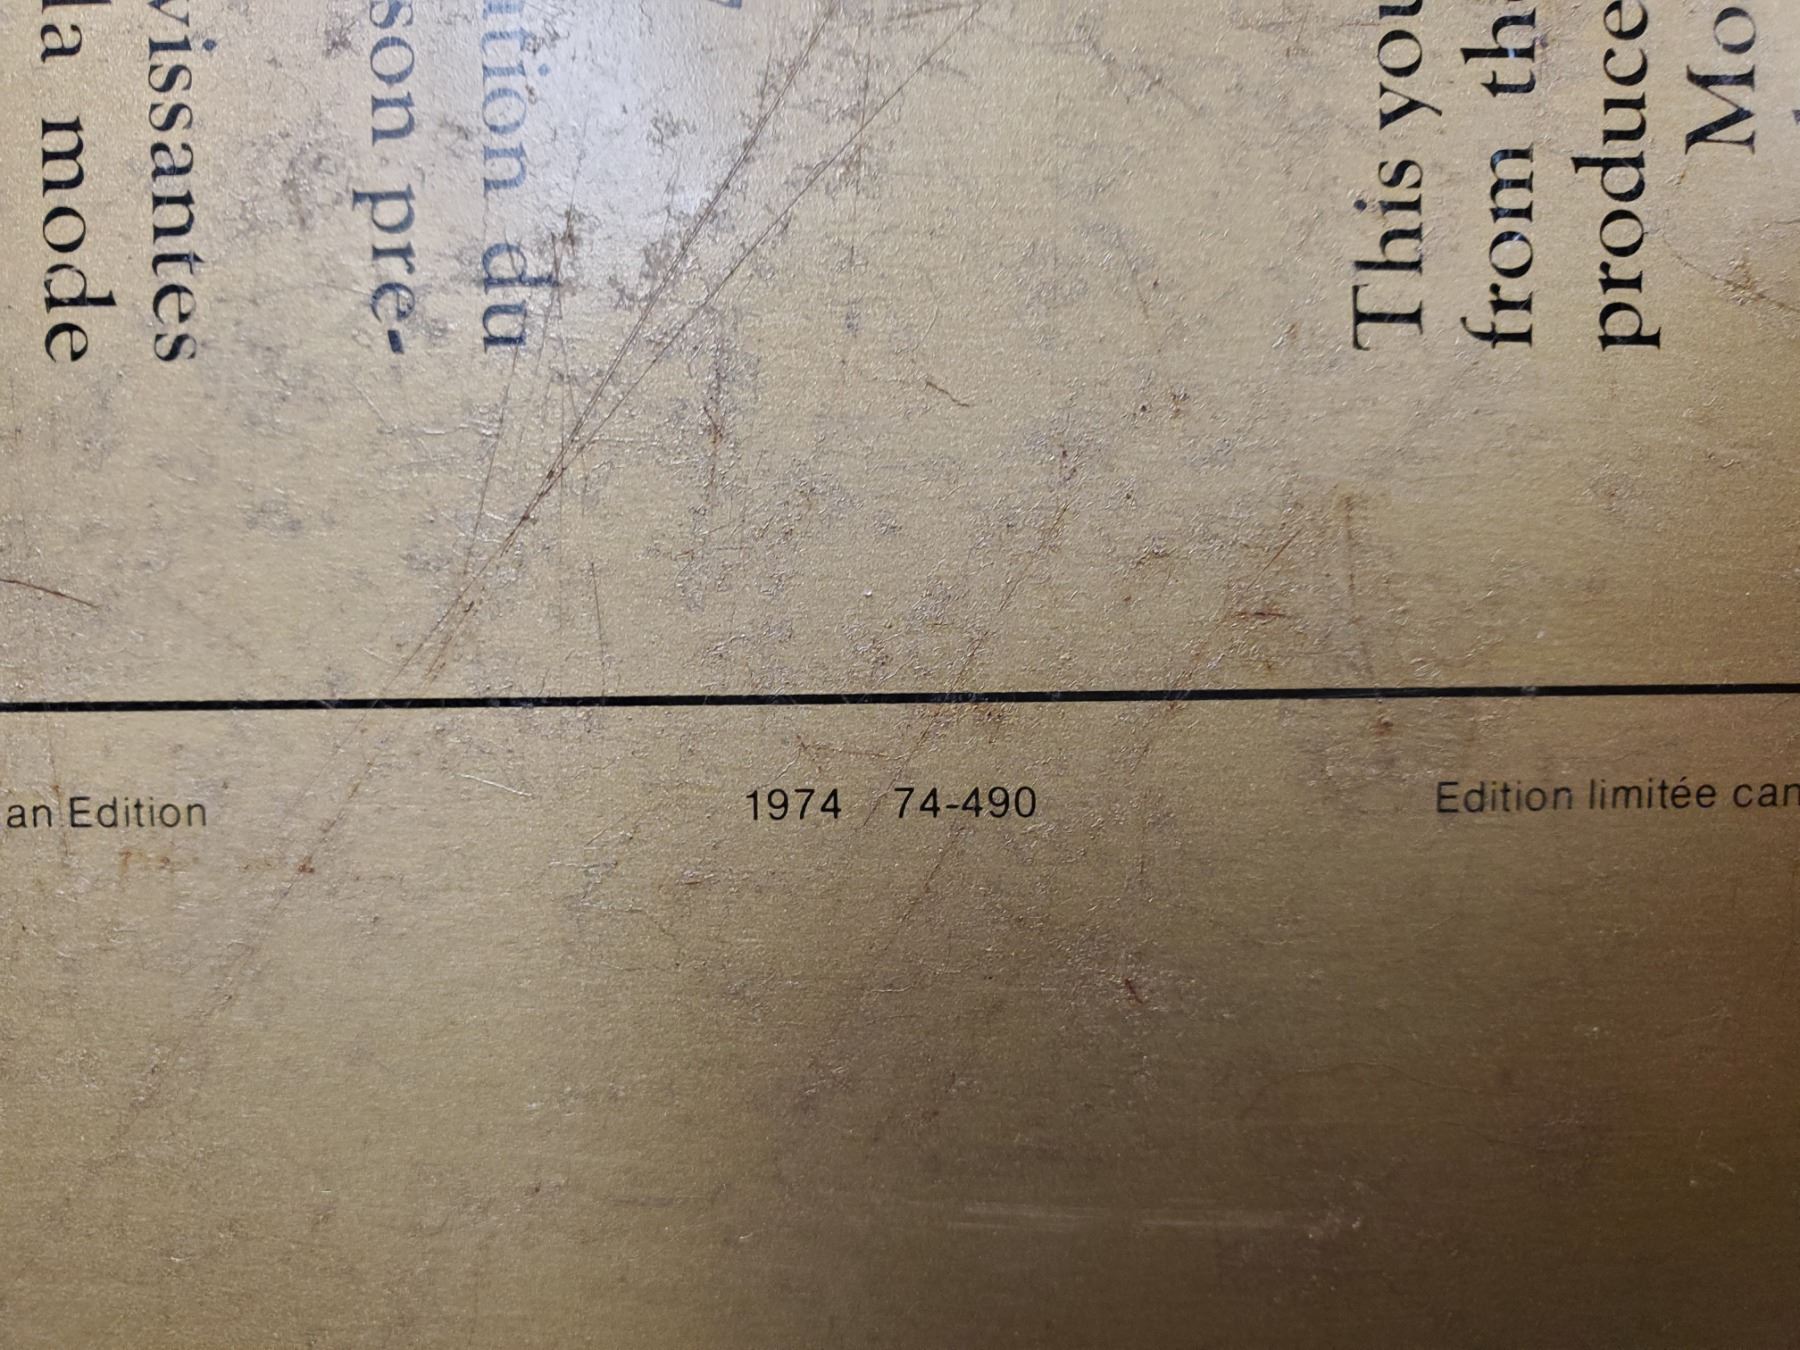 tion du
son pre-
vissantes
la mode
This you
from th
produce
Mo
an Edition
1974 74-490
Edition limitée can